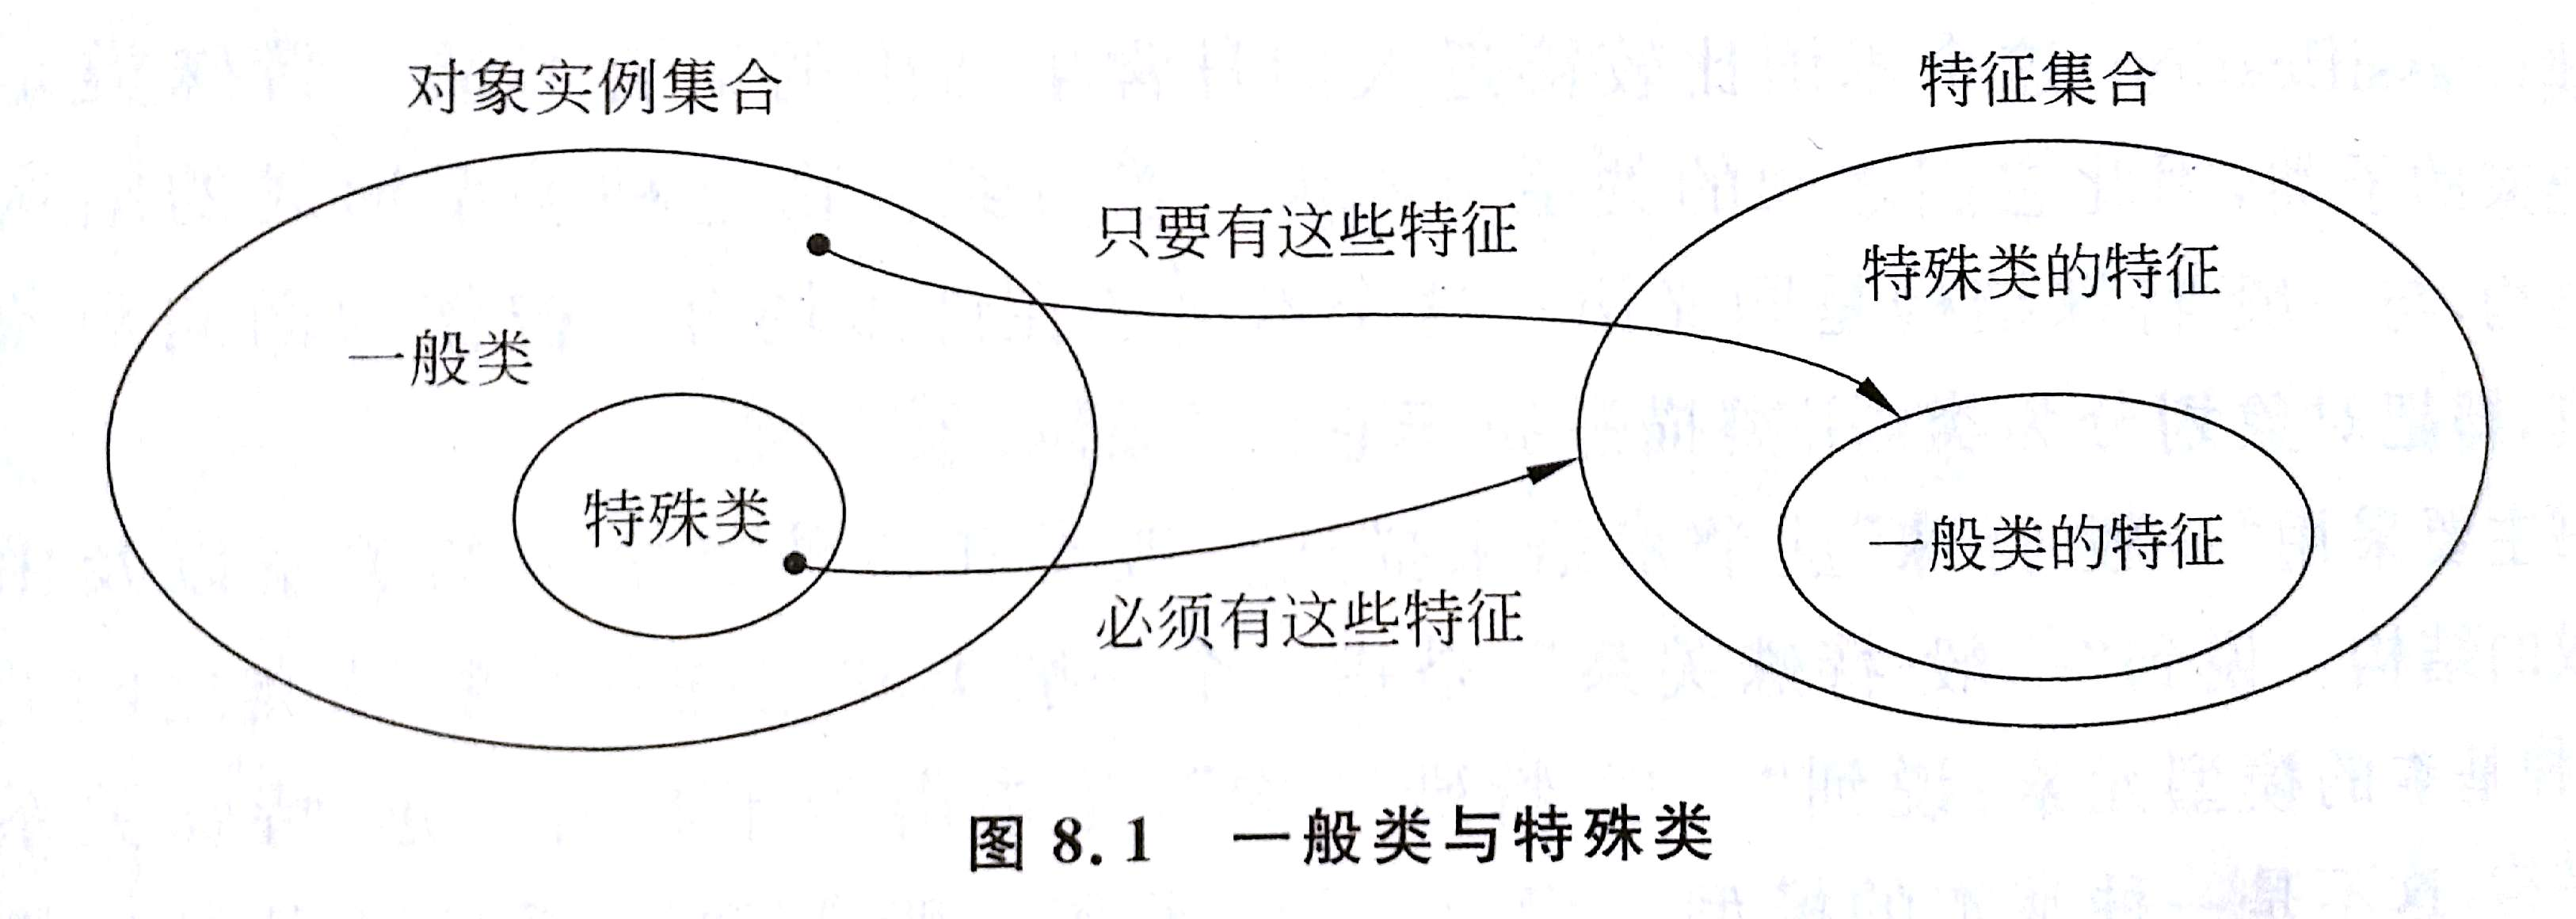 对象实例集合
特征集合
只要有这些特征
特殊类的特征
一般类
特殊类
一般类的特征
必须有这些特征
图 8.1 一般类与特殊类